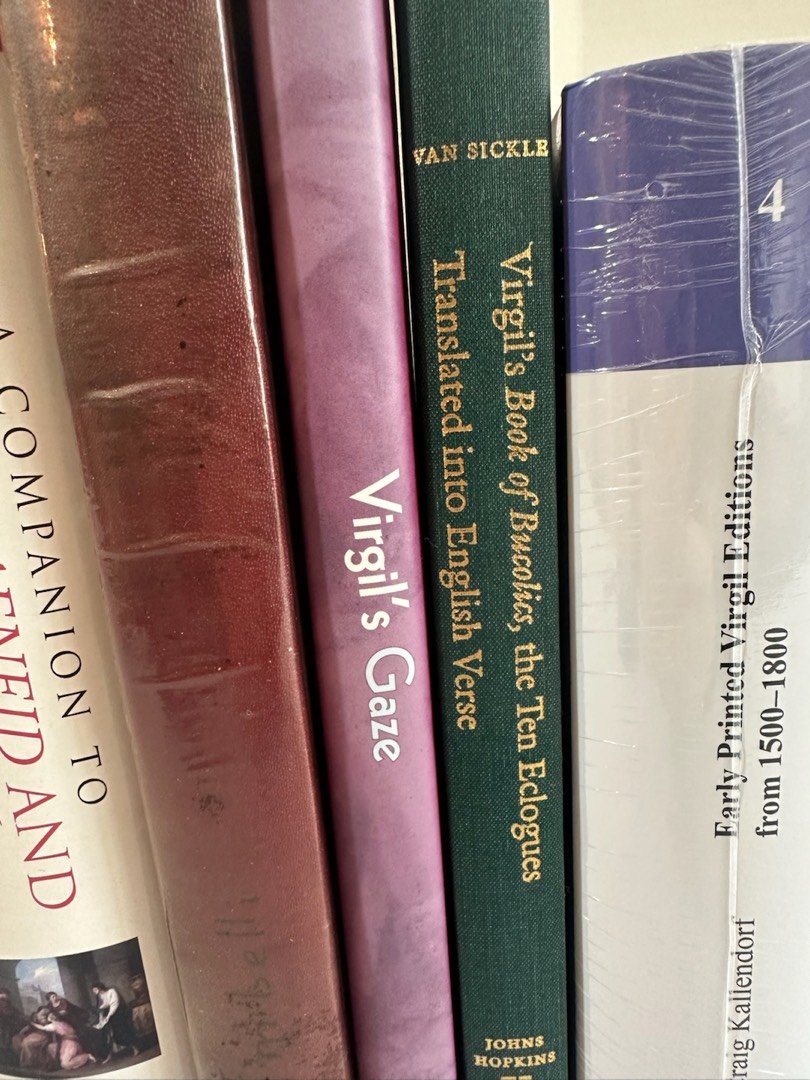 A COMPANION TO
AENEID AND
Virgil's Gaze
VAN SICKLE
Virgil's Book of Bucolics, the Ten Eclogues
Translated into English Verse
JOHNS
HOPKINS
4
Early Printed Virgil Editions
from 1500–1800
raig Kallendorf